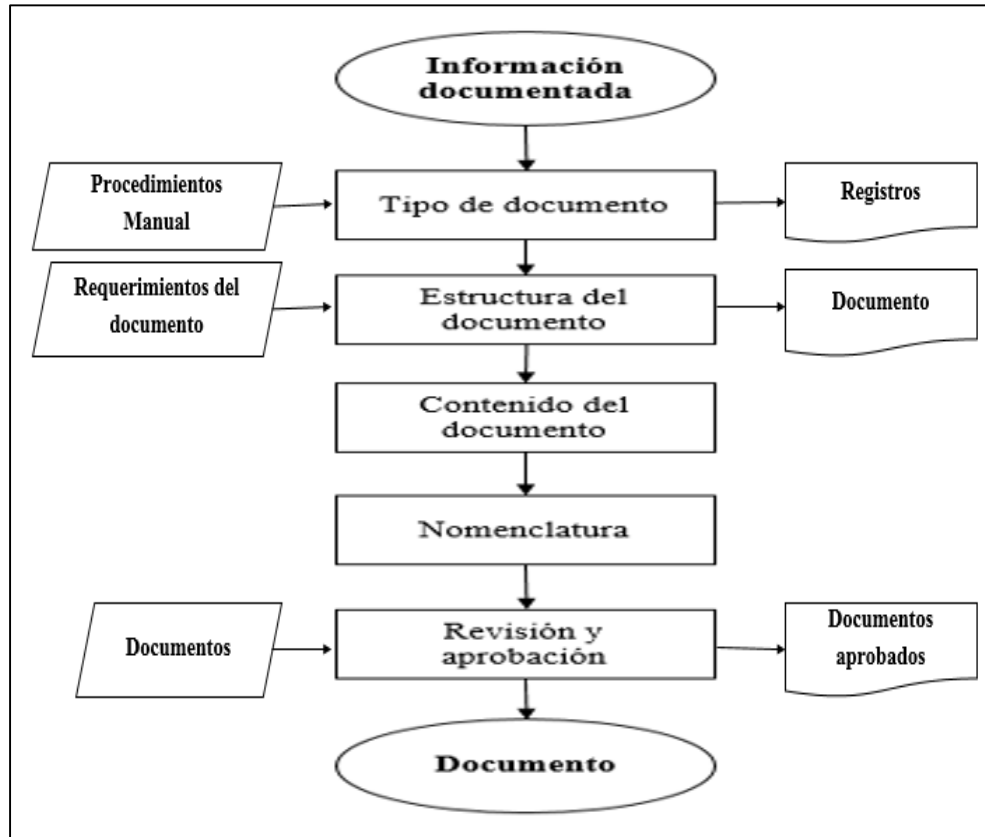 Información
documentada
Procedimientos
Manual
Tipo de documento
Registros
Requerimientos del
documento
Estructura del
documento
Documento
Contenido del
documento
Nomenclatura
Documentos
Revisión y
aprobación
Documentos
aprobados
Documento